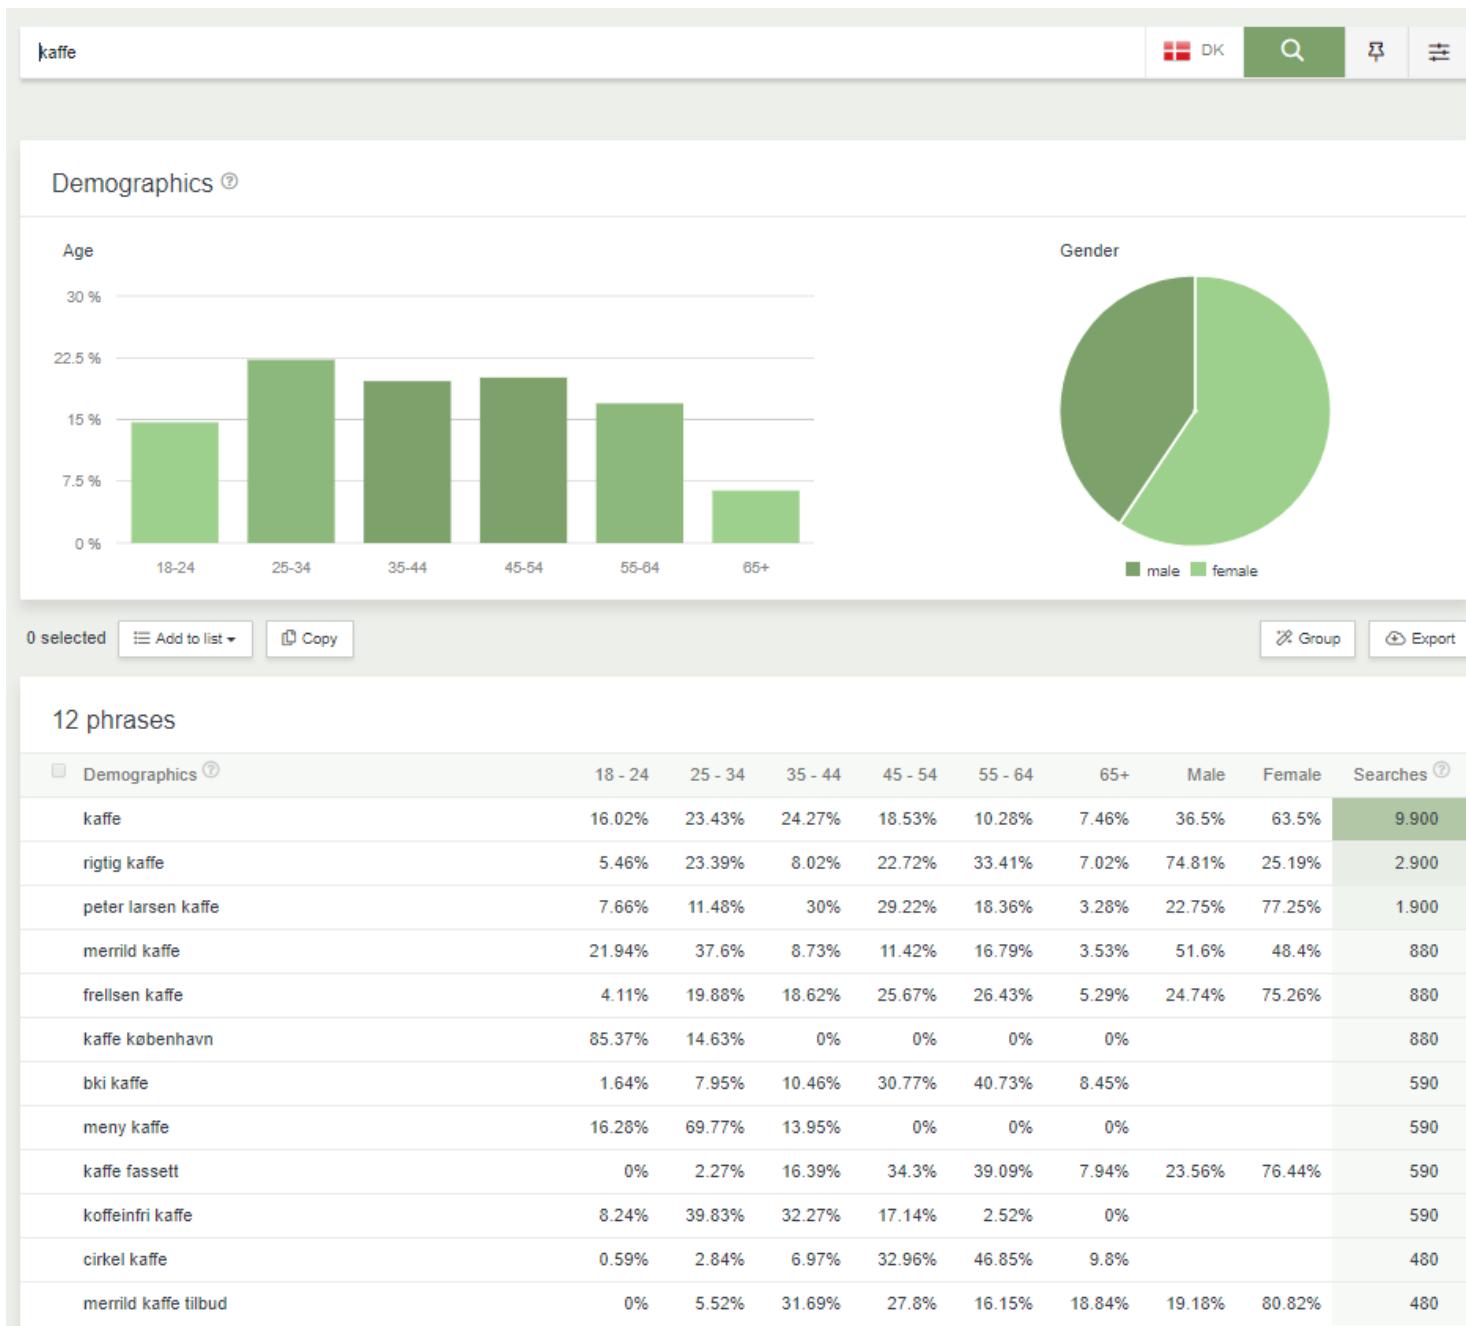 kaffe DK
Demographics ?
Age
30 %
22.5 %
15 %
7.5 %
0 %
18-24 25-34 35-44 45-54 55-64 65+
Gender
male female
0 selected Add to list Copy Group Export
12 phrases
Demographics ? 18 - 24 25 - 34 35 - 44 45 - 54 55 - 64 65+ Male Female Searches ?
kaffe 16.02% 23.43% 24.27% 18.53% 10.28% 7.46% 36.5% 63.5% 9.900
rigtig kaffe 5.46% 23.39% 8.02% 22.72% 33.41% 7.02% 74.81% 25.19% 2.900
peter larsen kaffe 7.66% 11.48% 30% 29.22% 18.36% 3.28% 22.75% 77.25% 1.900
merrild kaffe 21.94% 37.6% 8.73% 11.42% 16.79% 3.53% 51.6% 48.4% 880
frellsen kaffe 4.11% 19.88% 18.62% 25.67% 26.43% 5.29% 24.74% 75.26% 880
kaffe københavn 85.37% 14.63% 0% 0% 0% 0% 880
bki kaffe 1.64% 7.95% 10.46% 30.77% 40.73% 8.45% 590
meny kaffe 16.28% 69.77% 13.95% 0% 0% 0% 590
kaffe fassett 0% 2.27% 16.39% 34.3% 39.09% 7.94% 23.56% 76.44% 590
koffeinfri kaffe 8.24% 39.83% 32.27% 17.14% 2.52% 0% 590
cirkel kaffe 0.59% 2.84% 6.97% 32.96% 46.85% 9.8% 480
merrild kaffe tilbud 0% 5.52% 31.69% 27.8% 16.15% 18.84% 19.18% 80.82% 480